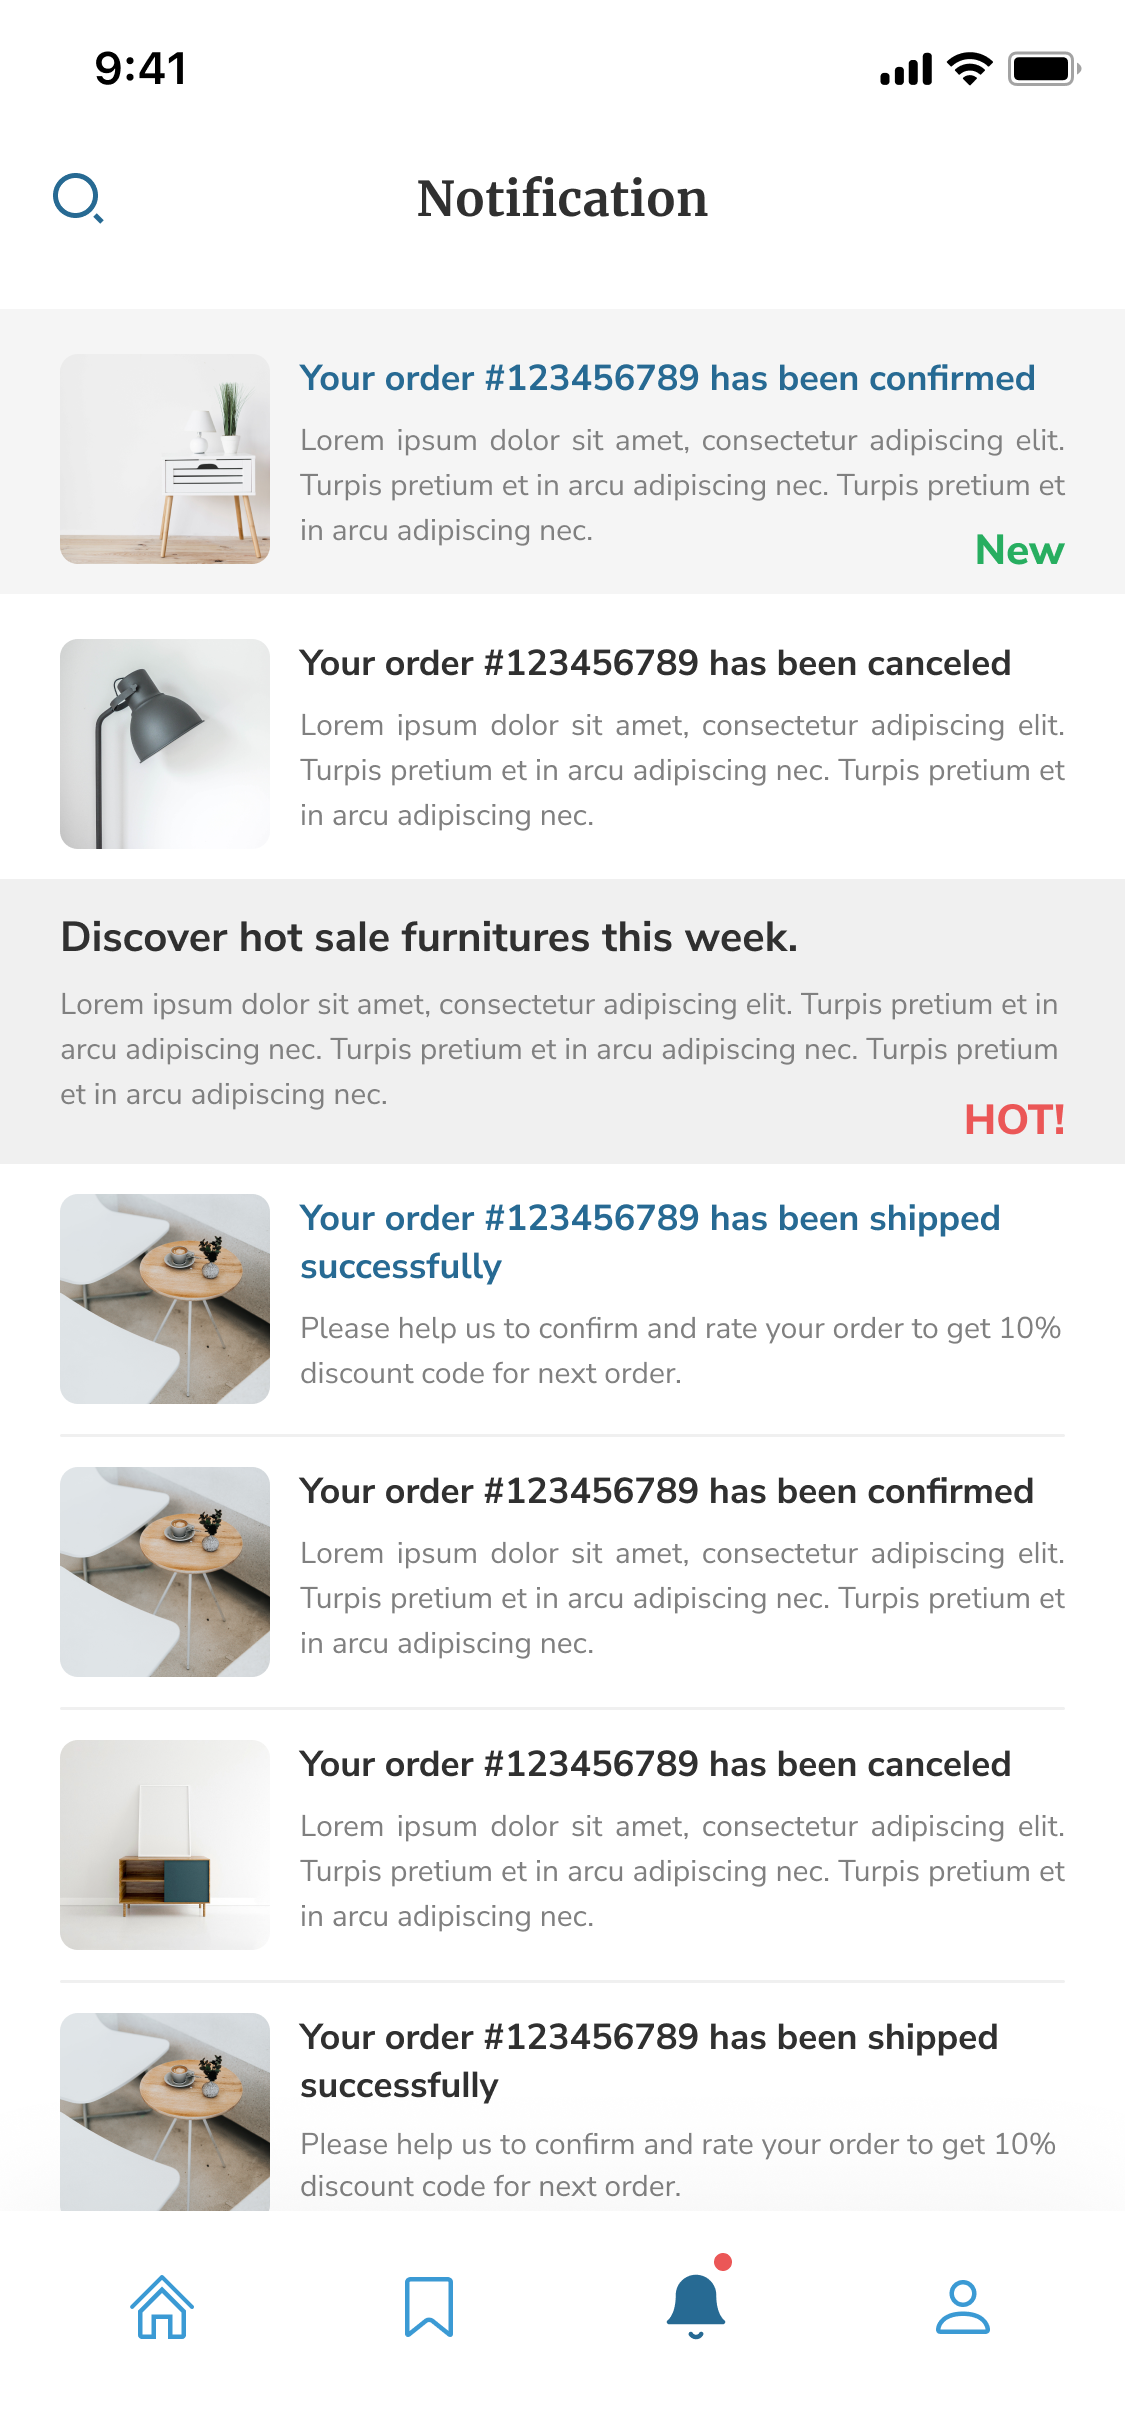 9:41
Notification
Your order #123456789 has been confirmed
Lorem ipsum dolor sit amet, consectetur adipiscing elit.
Turpis pretium et in arcu adipiscing nec. Turpis pretium et
in arcu adipiscing nec.
New
Your order #123456789 has been canceled
Lorem ipsum dolor sit amet, consectetur adipiscing elit.
Turpis pretium et in arcu adipiscing nec. Turpis pretium et
in arcu adipiscing nec.
Discover hot sale furnitures this week.
Lorem ipsum dolor sit amet, consectetur adipiscing elit. Turpis pretium et in
arcu adipiscing nec. Turpis pretium et in arcu adipiscing nec. Turpis pretium
et in arcu adipiscing nec.
HOT!
Your order #123456789 has been shipped
successfully
Please help us to confirm and rate your order to get 10%
discount code for next order.
Your order #123456789 has been confirmed
Lorem ipsum dolor sit amet, consectetur adipiscing elit.
Turpis pretium et in arcu adipiscing nec. Turpis pretium et
in arcu adipiscing nec.
Your order #123456789 has been canceled
Lorem ipsum dolor sit amet, consectetur adipiscing elit.
Turpis pretium et in arcu adipiscing nec. Turpis pretium et
in arcu adipiscing nec.
Your order #123456789 has been shipped
successfully
Please help us to confirm and rate your order to get 10%
discount code for next order.